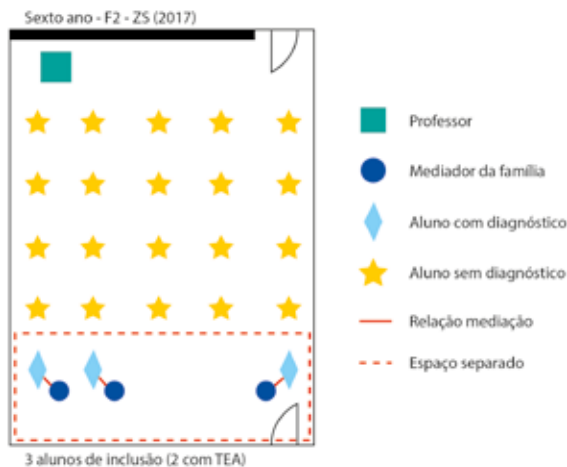 Sexto ano - F2 - ZS (2017)
Professor
Mediador da família
Aluno com diagnóstico
Aluno sem diagnóstico
Relação mediação
Espaço separado
3 alunos de inclusão (2 com TEA)